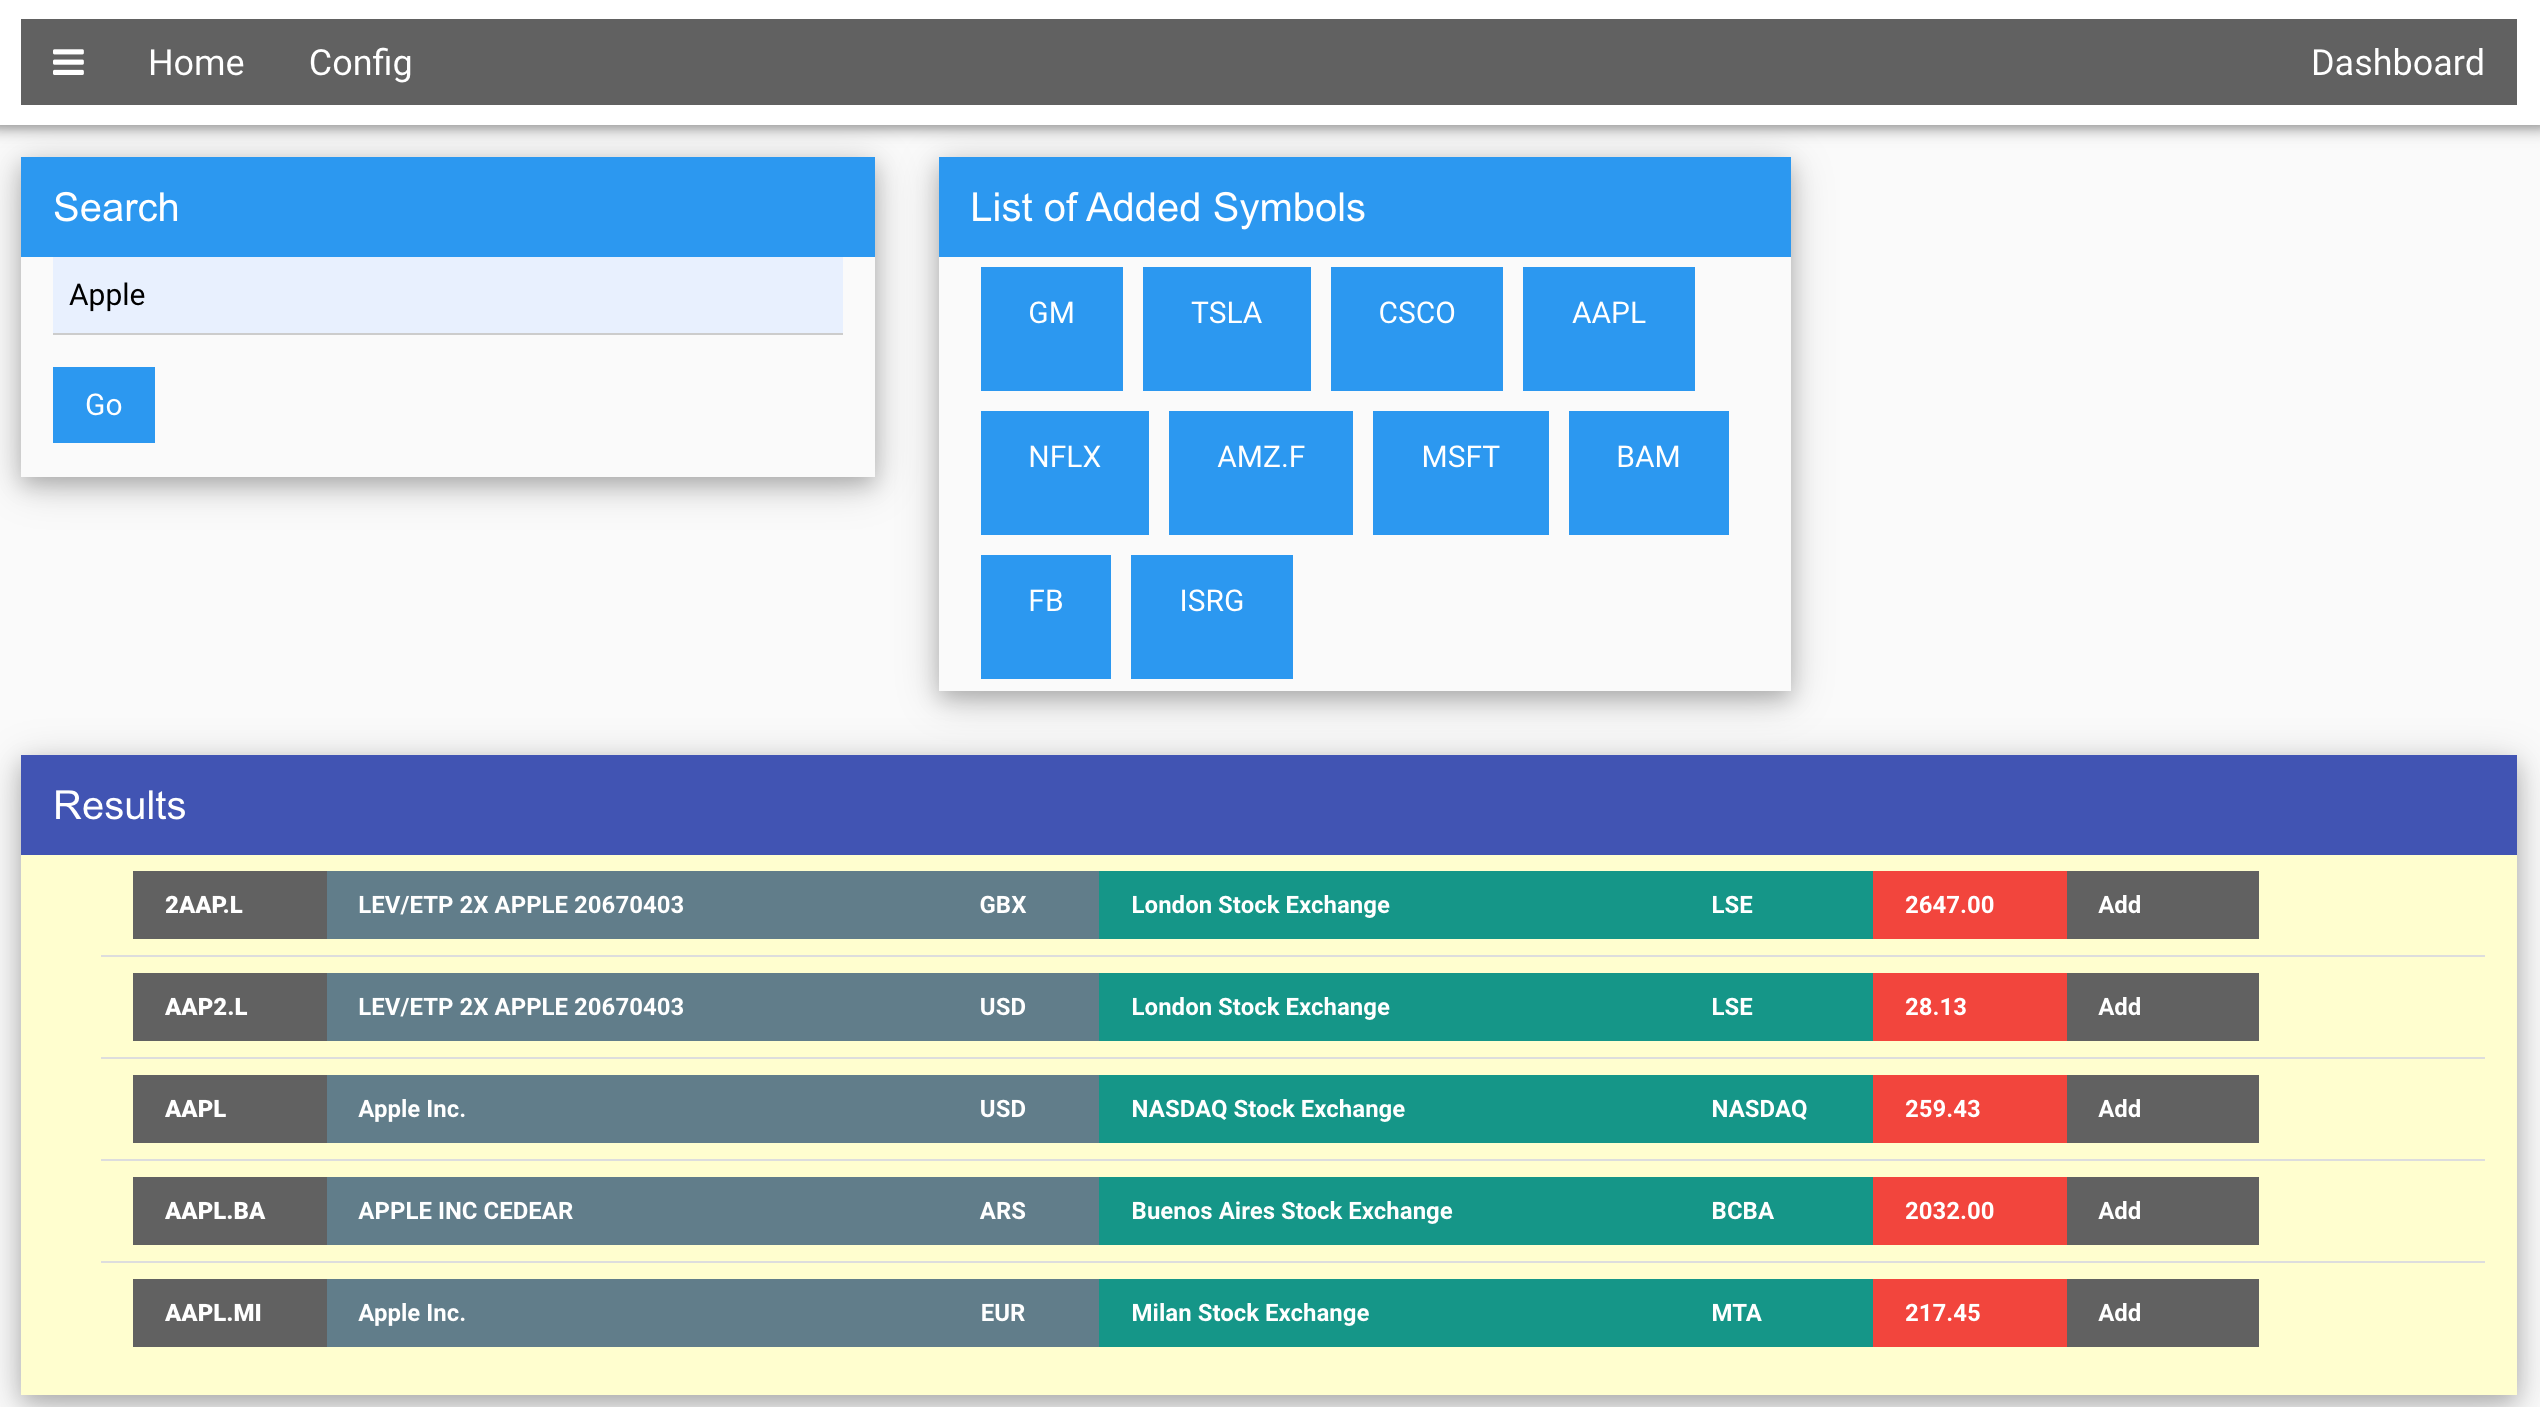 Home Config Dashboard
Search
Apple
Go
List of Added Symbols
GM TSLA CSCO AAPL
NFLX AMZ.F MSFT BAM
FB ISRG
Results
2AAP.L LEV/ETP 2X APPLE 20670403 GBX London Stock Exchange LSE 2647.00 Add
AAP2.L LEV/ETP 2X APPLE 20670403 USD London Stock Exchange LSE 28.13 Add
AAPL Apple Inc. USD NASDAQ Stock Exchange NASDAQ 259.43 Add
AAPL.BA APPLE INC CEDEAR ARS Buenos Aires Stock Exchange BCBA 2032.00 Add
AAPL.MI Apple Inc. EUR Milan Stock Exchange MTA 217.45 Add